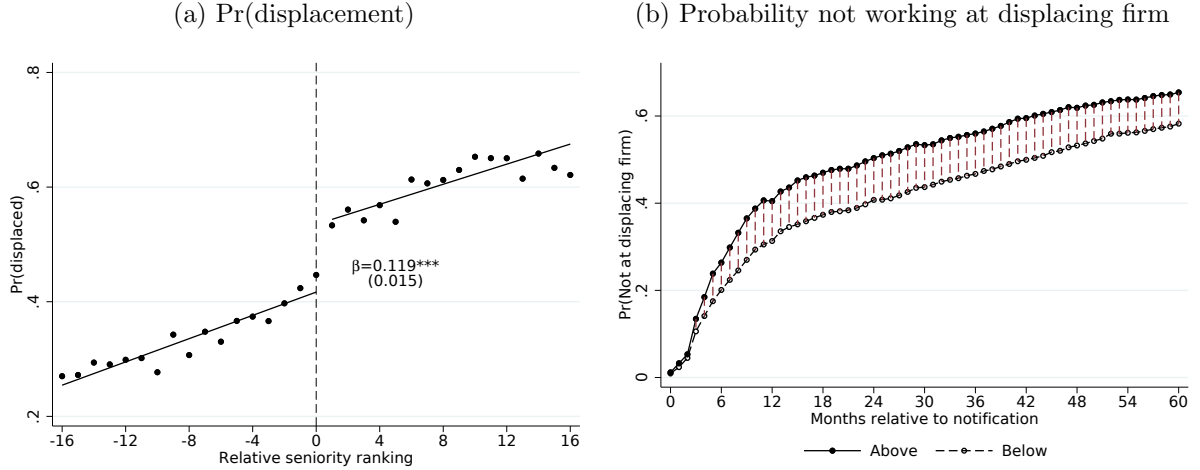 (a) Pr(displacement)
Pr(displaced)
.8
.6
.4
.2
β=0.119***
(0.015)
-16 -12 -8 -4 0 4 8 12 16
Relative seniority ranking
(b) Probability not working at displacing firm
Pr(Not at displacing firm)
.6
.4
.2
0
0 6 12 18 24 30 36 42 48 54 60
Months relative to notification
Above Below